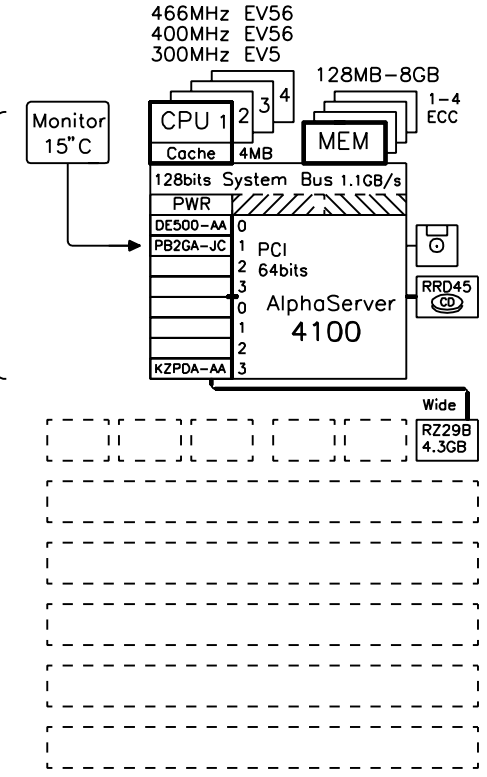 466MHz EV56
400MHz EV56
300MHz EV5
128MB-8GB
1-4
ECC
Monitor
15"C
CPU 1 2 3 4
MEM
Cache 4MB
128bits System Bus 1.1GB/s
PWR
DE500-AA 0
PB2GA-JC 1 PCI
2 64bits
3
RRD45
CD
0 AlphaServer
1 4100
2
KZPDA-AA 3
Wide
RZ29B
4.3GB